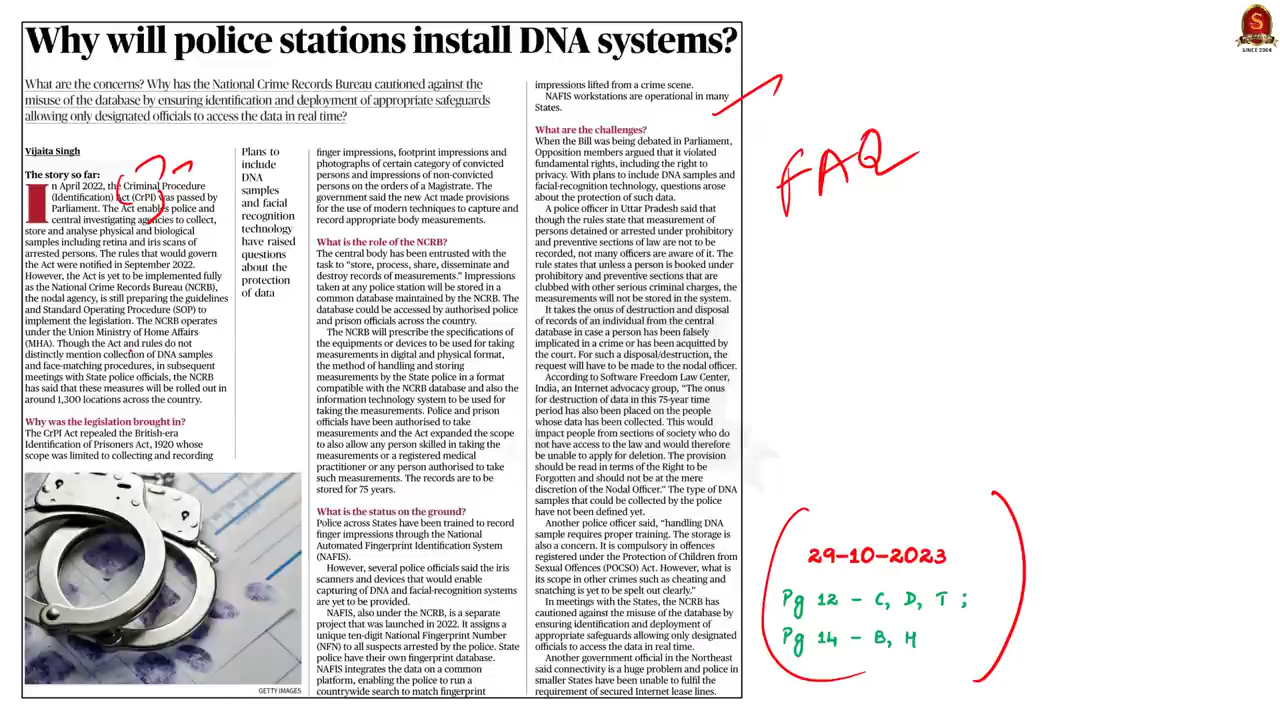 Why will police stations install DNA systems?
What are the concerns? Why has the National Crime Records Bureau cautioned against the
misuse of the database by ensuring identification and deployment of appropriate safeguards
allowing only designated officials to access the data in real time?
Vijaita Singh
The story so far:
In April 2022, the Criminal Procedure
(Identification) Act (CrPI) was passed by
Parliament. The Act enables police and
central investigating agencies to collect,
store and analyse physical and biological
samples including retina and iris scans of
arrested persons. The rules that would govern
the Act were notified in September 2022.
However, the Act is yet to be implemented fully
as the National Crime Records Bureau (NCRB),
the nodal agency, is still preparing the guidelines
and Standard Operating Procedure (SOP) to
implement the legislation. The NCRB operates
under the Union Ministry of Home Affairs
(MHA). Though the Act and rules do not
distinctly mention collection of DNA samples
and face-matching procedures, in subsequent
meetings with State police officials, the NCRB
has said that these measures will be rolled out in
around 1,300 locations across the country.
Why was the legislation brought in?
The CrPI Act repealed the British-era
Identification of Prisoners Act, 1920 whose
scope was limited to collecting and recording
GETTY IMAGES
Plans to
include
DNA
samples
and facial
recognition
technology
have raised
questions
about the
protection
of data
finger impressions, footprint impressions and
photographs of certain category of convicted
persons and impressions of non-convicted
persons on the orders of a Magistrate. The
government said the new Act made provisions
for the use of modern techniques to capture and
record appropriate body measurements.
What is the role of the NCRB?
The central body has been entrusted with the
task to “store, process, share, disseminate and
destroy records of measurements.” Impressions
taken at any police station will be stored in a
common database maintained by the NCRB. The
database could be accessed by authorised police
and prison officials across the country.
The NCRB will prescribe the specifications of
the equipments or devices to be used for taking
measurements in digital and physical format,
the method of handling and storing
measurements by the State police in a format
compatible with the NCRB database and also the
information technology system to be used for
taking the measurements. Police and prison
officials have been authorised to take
measurements and the Act expanded the scope
to also allow any person skilled in taking the
measurements or a registered medical
practitioner or any person authorised to take
such measurements. The records are to be
stored for 75 years.
What is the status on the ground?
Police across States have been trained to record
finger impressions through the National
Automated Fingerprint Identification System
(NAFIS).
However, several police officials said the iris
scanners and devices that would enable
capturing of DNA and facial-recognition systems
are yet to be provided.
NAFIS, also under the NCRB, is a separate
project that was launched in 2022. It assigns a
unique ten-digit National Fingerprint Number
(NFN) to all suspects arrested by the police. State
police have their own fingerprint database.
NAFIS integrates the data on a common
platform, enabling the police to run a
countrywide search to match fingerprint
impressions lifted from a crime scene.
NAFIS workstations are operational in many
States.
What are the challenges?
When the Bill was being debated in Parliament,
Opposition members argued that it violated
fundamental rights, including the right to
privacy. With plans to include DNA samples and
facial-recognition technology, questions arose
about the protection of such data.
A police officer in Uttar Pradesh said that
though the rules state that measurement of
persons detained or arrested under prohibitory
and preventive sections of law are not to be
recorded, not many officers are aware of it. The
rule states that unless a person is booked under
prohibitory and preventive sections that are
clubbed with other serious criminal charges, the
measurements will not be stored in the system.
It takes the onus of destruction and disposal
of records of an individual from the central
database in case a person has been falsely
implicated in a crime or has been acquitted by
the court. For such a disposal/destruction, the
request will have to be made to the nodal officer.
According to Software Freedom Law Center,
India, an Internet advocacy group, “The onus
for destruction of data in this 75-year time
period has also been placed on the people
whose data has been collected. This would
impact people from sections of society who do
not have access to the law and would therefore
be unable to apply for deletion. The provision
should be read in terms of the Right to be
Forgotten and should not be at the mere
discretion of the Nodal Officer.” The type of DNA
samples that could be collected by the police
have not been defined yet.
Another police officer said, “handling DNA
sample requires proper training. The storage is
also a concern. It is compulsory in offences
registered under the Protection of Children from
Sexual Offences (POCSO) Act. However, what is
its scope in other crimes such as cheating and
snatching is yet to be spelt out clearly.”
In meetings with the States, the NCRB has
cautioned against the misuse of the database by
ensuring identification and deployment of
appropriate safeguards allowing only designated
officials to access the data in real time.
Another government official in the Northeast
said connectivity is a huge problem and police in
smaller States have been unable to fulfil the
requirement of secured Internet lease lines.
FAQ
29-10-2023
Pg 12 - C, D, T ;
Pg 14 - B, H
S
SINCE 2004